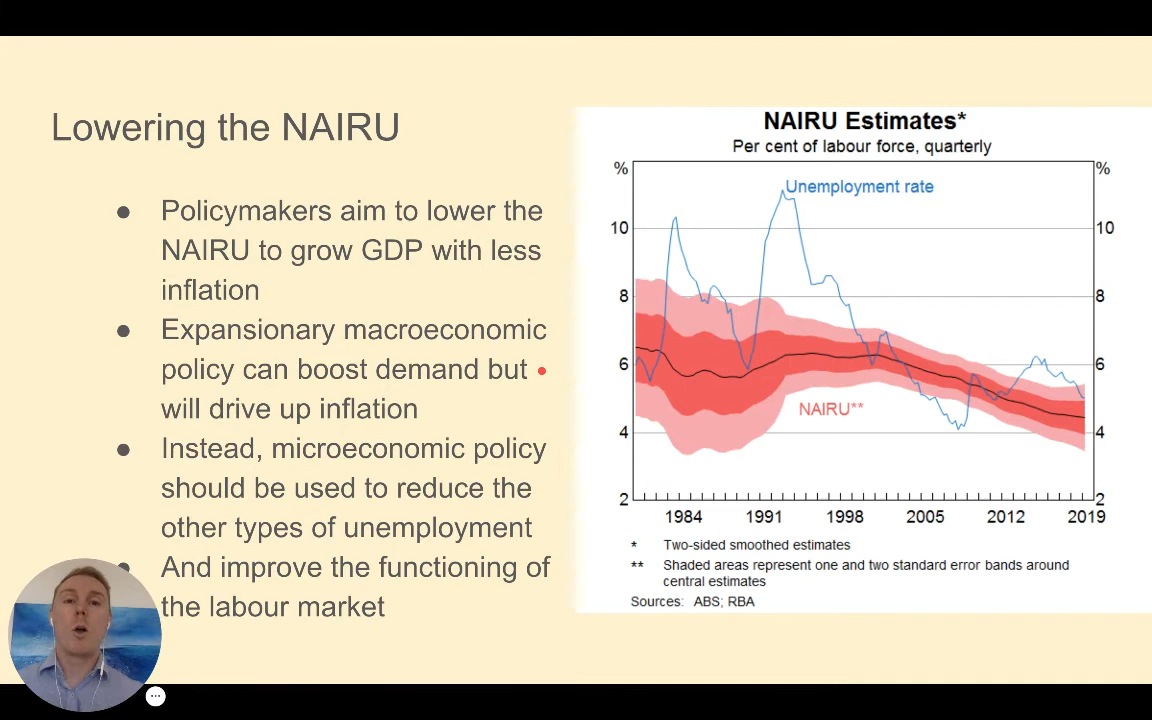 Lowering the NAIRU
● Policymakers aim to lower the
NAIRU to grow GDP with less
inflation
● Expansionary macroeconomic
policy can boost demand but
will drive up inflation
● Instead, microeconomic policy
should be used to reduce the
other types of unemployment
● And improve the functioning of
the labour market
NAIRU Estimates*
Per cent of labour force, quarterly
% %
Unemployment rate
10 10
8 8
6 6
NAIRU**
4 4
2 2
1984 1991 1998 2005 2012 2019
* Two-sided smoothed estimates
** Shaded areas represent one and two standard error bands around
central estimates
Sources: ABS; RBA